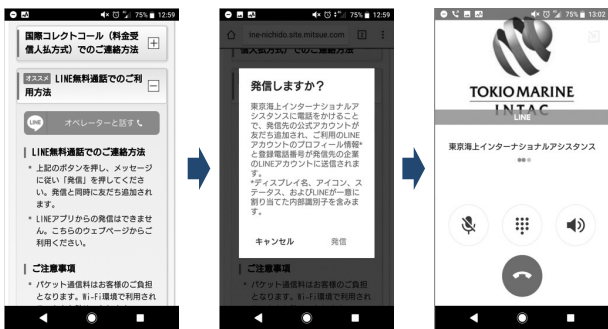 75% 12:59
国際コレクトコール（料金受
信人払方式）でのご連絡方法
オススメ LINE無料通話でのご利
用方法
LINE オペレーターと話す
LINE無料通話でのご連絡方法
* 上記のボタンを押し、メッセージ
に従い「発信」を押してくださ
い。発信と同時に友だち追加され
ます。
* LINEアプリからの発信はできませ
ん。こちらのウェブページからご
利用ください。
ご注意事項
* パケット通信料はお客様のご負担
となります。Wi-Fi環境で利用され
75% 12:59
ine-nichido.site.mitsue.com 2
信人払方式）でのご連絡方法
発信しますか？
東京海上インターナショナルア
シスタンスに電話をかけること
で、発信先の公式アカウントが
友だち追加され、ご利用のLINE
アカウントのプロフィール情報*
と登録電話番号が発信先の企業
のLINEアカウントに送信されま
す。
*ディスプレイ名、アイコン、ス
テータス、およびLINEが一意に
割り当てた内部識別子を含みま
す。
キャンセル 発信
ご注意事項
* パケット通信料はお客様のご負担
となります。Wi-Fi環境で利用され
75% 13:02
TOKIO MARINE
INTAC
LINE
東京海上インターナショナルアシスタンス